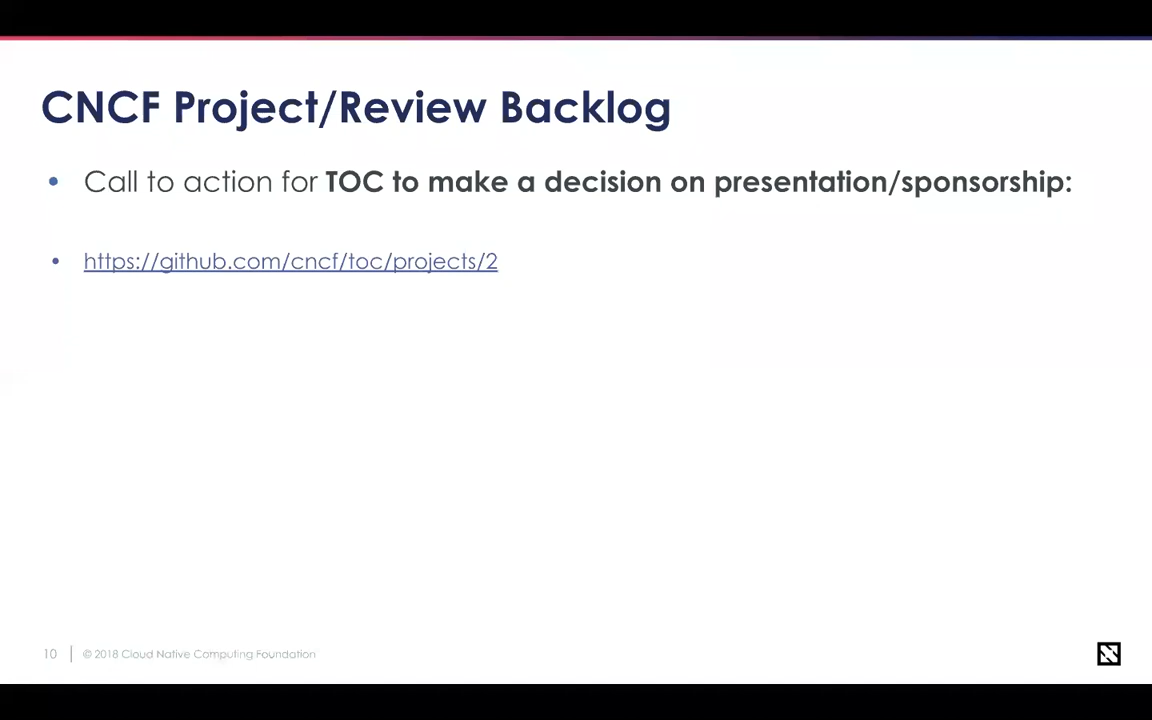 CNCF Project/Review Backlog
• Call to action for TOC to make a decision on presentation/sponsorship:
• https://github.com/cncf/toc/projects/2
10 | © 2018 Cloud Native Computing Foundation